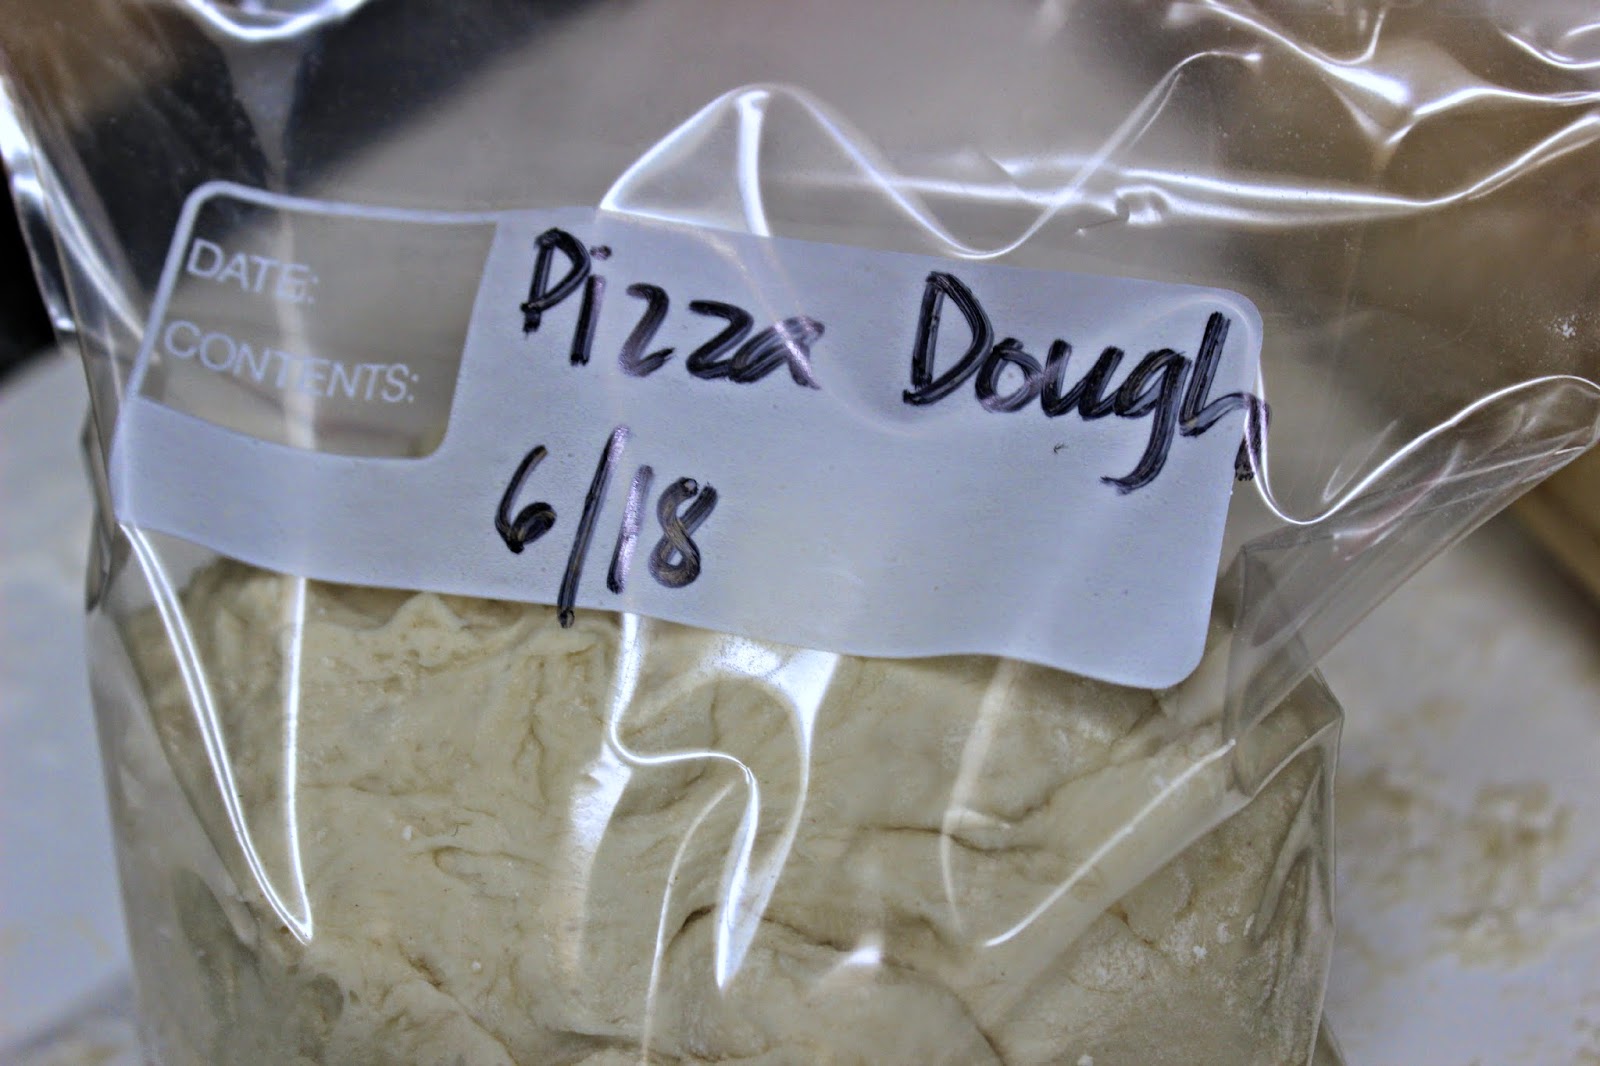 DATE:
CONTENTS:
Pizza Dough
6/18